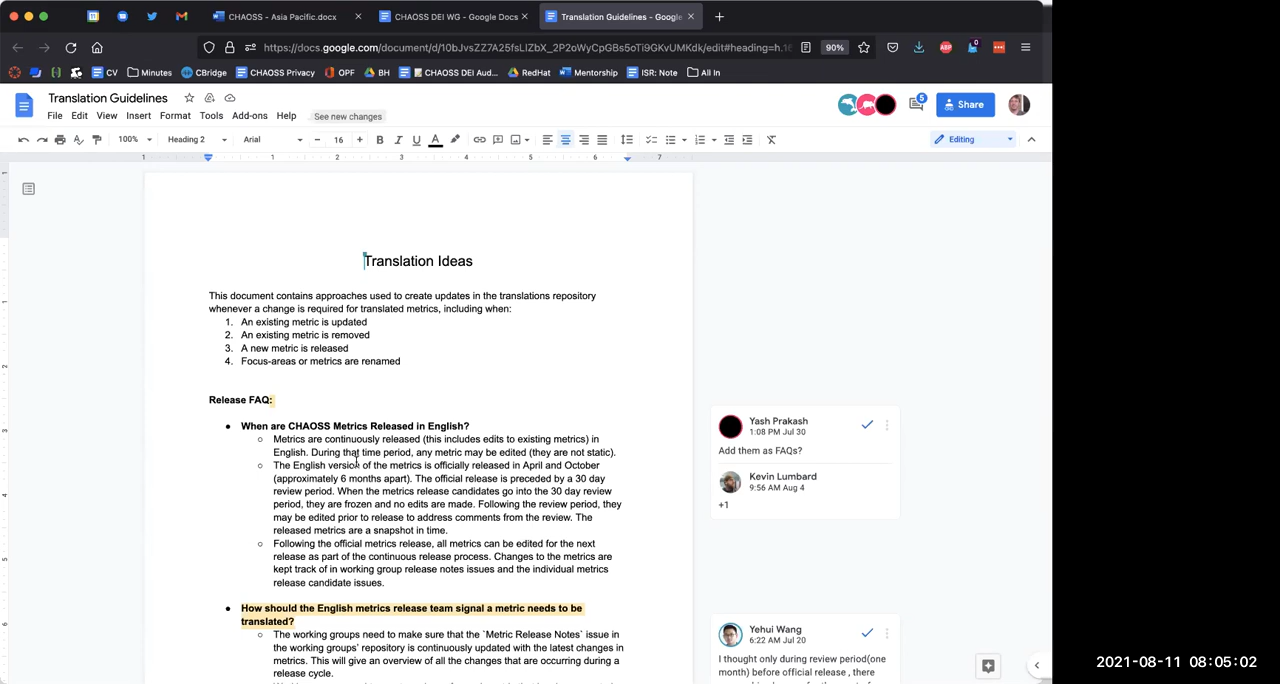 CHAOSS - Asia Pacific.docx
CHAOSS DEI WG - Google Docs
Translation Guidelines - Google
https://docs.google.com/document/d/10bJvsZZ7A25fsLIZbX_2P2oWyCpGBs5oTi9GKvUMKdk/edit#heading=h.16
90%
CV
Minutes
CBridge
CHAOSS Privacy
OPF
BH
CHAOSS DEI Aud...
RedHat
Mentorship
ISR: Note
All In
Translation Guidelines
File Edit View Insert Format Tools Add-ons Help
See new changes
5
Share
100%
Heading 2
Arial
16
Editing
Translation Ideas
This document contains approaches used to create updates in the translations repository
whenever a change is required for translated metrics, including when:
1. An existing metric is updated
2. An existing metric is removed
3. A new metric is released
4. Focus-areas or metrics are renamed
Release FAQ:
● When are CHAOSS Metrics Released in English?
○ Metrics are continuously released (this includes edits to existing metrics) in
English. During that time period, any metric may be edited (they are not static).
○ The English version of the metrics is officially released in April and October
(approximately 6 months apart). The official release is preceded by a 30 day
review period. When the metrics release candidates go into the 30 day review
period, they are frozen and no edits are made. Following the review period, they
may be edited prior to release to address comments from the review. The
released metrics are a snapshot in time.
○ Following the official metrics release, all metrics can be edited for the next
release as part of the continuous release process. Changes to the metrics are
kept track of in working group release notes issues and the individual metrics
release candidate issues.
● How should the English metrics release team signal a metric needs to be
translated?
○ The working groups need to make sure that the `Metric Release Notes` issue in
the working groups' repository is continuously updated with the latest changes in
metrics. This will give an overview of all the changes that are occurring during a
release cycle.
Yash Prakash
1:08 PM Jul 30
Add them as FAQs?
Kevin Lumbard
9:56 AM Aug 4
+1
Yehui Wang
6:22 AM Jul 20
I thought only during review period(one
month) before official release , there
2021-08-11 08:05:02